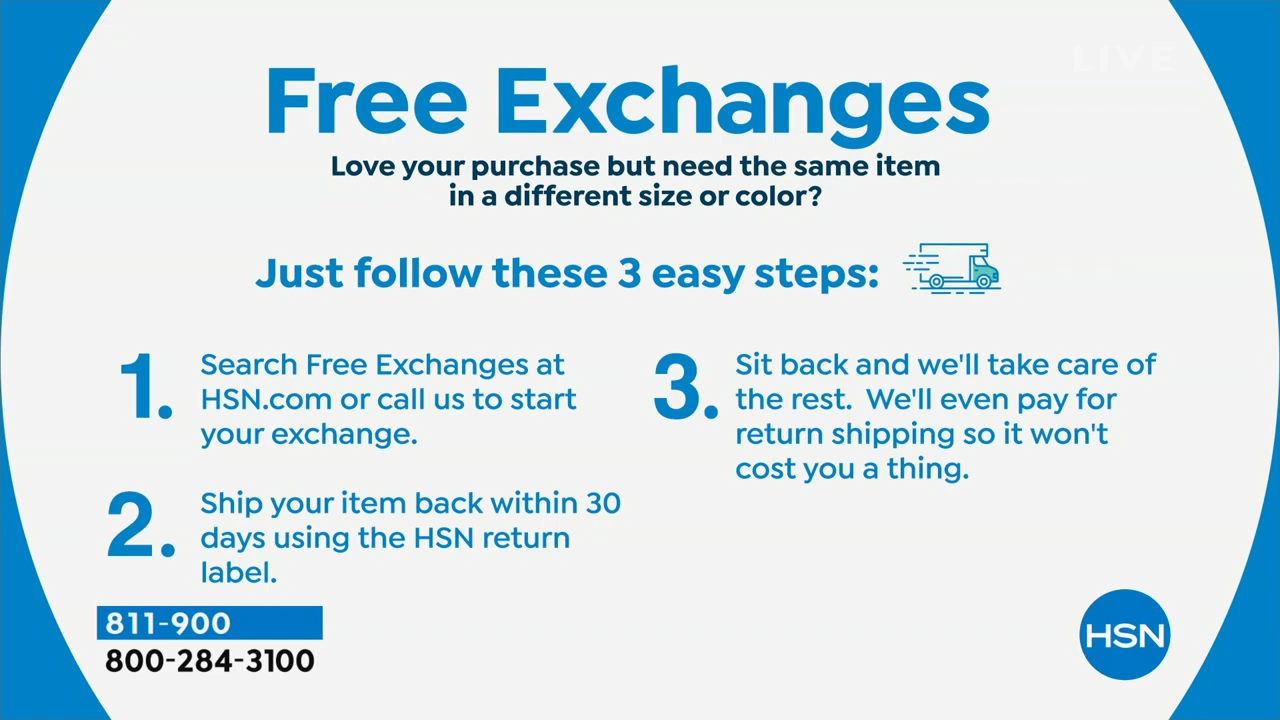 LIVE
Free Exchanges
Love your purchase but need the same item
in a different size or color?
Just follow these 3 easy steps:
1. Search Free Exchanges at
HSN.com or call us to start
your exchange.
2. Ship your item back within 30
days using the HSN return
label.
3. Sit back and we'll take care of
the rest. We'll even pay for
return shipping so it won't
cost you a thing.
811-900
800-284-3100
HSN